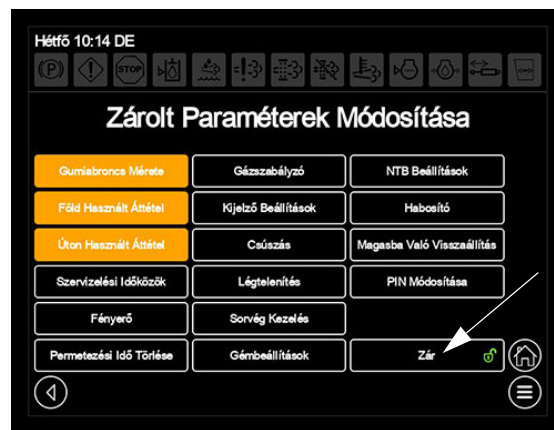 Hétfő 10:14 DE
STOP
Zárolt Paraméterek Módosítása
Gumiabroncs Mérete
Gázszabályzó
NTB Beállítások
Föld Használt Áttétel
Kijelző Beállítások
Habosító
Úton Használt Áttétel
Csúszás
Magasba Való Visszaállítás
Szervizelési Időközök
Légtelenítés
PIN Módosítása
Fényerő
Sorvég Kezelés
Permetezési Idő Törlése
Gémbeállítások
Zár